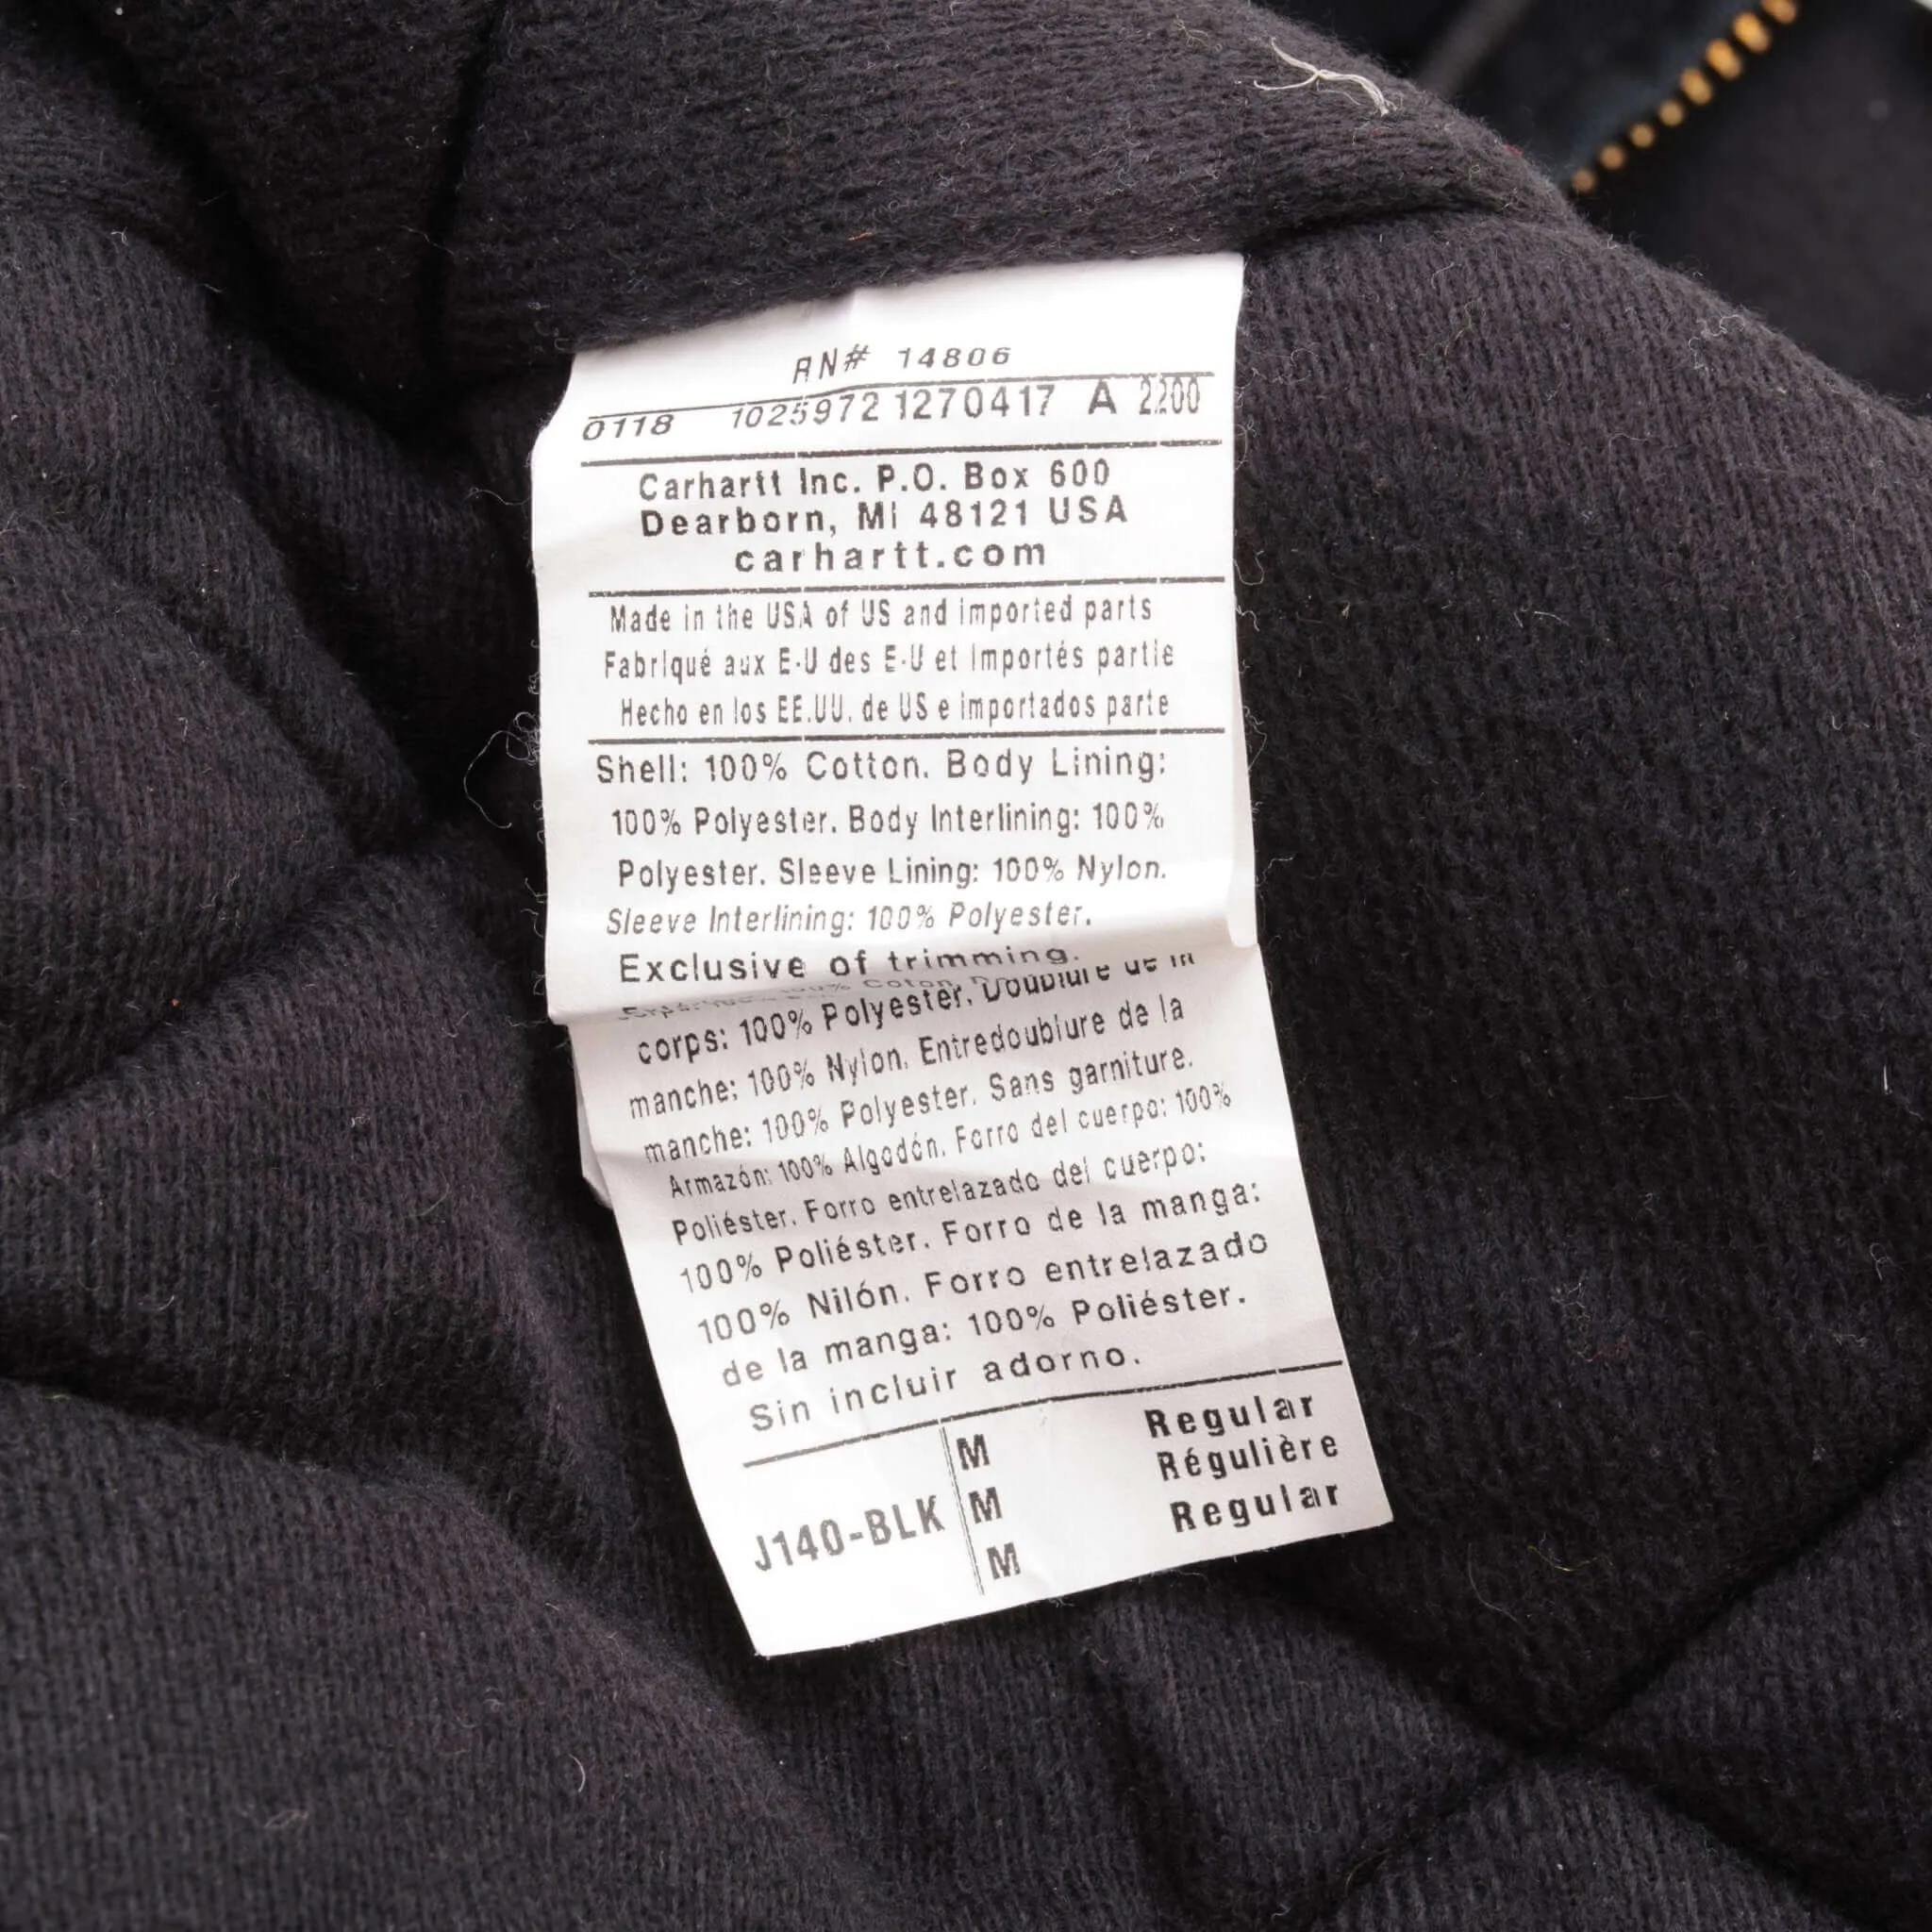 RN# 14806
0118 1025972 1270417 A 2200
Carhartt Inc. P.O. Box 600
Dearborn, MI 48121 USA
carhartt.com
Made in the USA of US and imported parts
Fabriqué aux E-U des E-U et importés partie
Hecho en los EE.UU. de US e importados parte
Shell: 100% Cotton. Body Lining:
100% Polyester. Body Interlining: 100%
Polyester. Sleeve Lining: 100% Nylon.
Sleeve Interlining: 100% Polyester.
Exclusive of trimming.
corps: 100% Polyester. Doublure de la
manche: 100% Nylon. Entredoublure de la
manche: 100% Polyester. Sans garniture.
Armazón: 100% Algodón. Forro del cuerpo: 100%
Poliéster. Forro entrelazado del cuerpo:
100% Poliéster. Forro de la manga:
100% Nilón. Forro entrelazado
de la manga: 100% Poliéster.
Sin incluir adorno.
M Regular
M Régulière
J140-BLK
M Regular